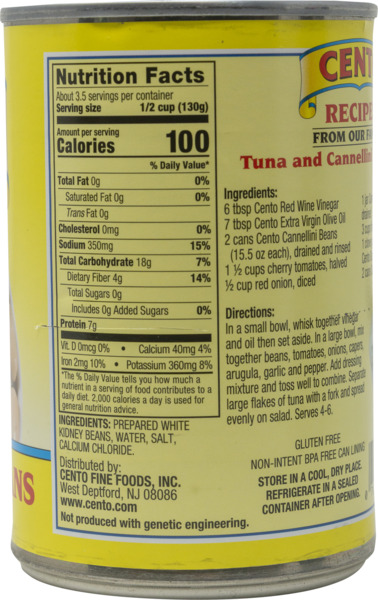 Nutrition Facts
About 3.5 servings per container
Serving size 1/2 cup (130g)
Amount per serving
Calories 100
% Daily Value*
Total Fat 0g 0%
Saturated Fat 0g 0%
Trans Fat 0g
Cholesterol 0mg 0%
Sodium 350mg 15%
Total Carbohydrate 18g 7%
Dietary Fiber 4g 14%
Total Sugars 0g
Includes 0g Added Sugars 0%
Protein 7g
Vit. D 0mcg 0% • Calcium 40mg 4%
Iron 2mg 10% • Potassium 360mg 8%
*The % Daily Value tells you how much a
nutrient in a serving of food contributes to a
daily diet. 2,000 calories a day is used for
general nutrition advice.
INGREDIENTS: PREPARED WHITE
KIDNEY BEANS, WATER, SALT,
CALCIUM CHLORIDE.
Distributed by:
CENTO FINE FOODS, INC.
West Deptford, NJ 08086
www.cento.com
Not produced with genetic engineering.
NS
CENT
RECIPE
FROM OUR F
Tuna and Cannellin
Ingredients:
6 tbsp Cento Red Wine Vinegar
7 tbsp Cento Extra Virgin Olive Oil
2 cans Cento Cannellini Beans
(15.5 oz each), drained and rinsed
1 ½ cups cherry tomatoes, halved
½ cup red onion, diced
Directions:
In a small bowl, whisk together vinegar
and oil then set aside. In a large bowl, mix
together beans, tomatoes, onions, capers,
arugula, garlic and pepper. Add dressing
mixture and toss well to combine. Separate
large flakes of tuna with a fork and spread
evenly on salad. Serves 4-6.
GLUTEN FREE
NON-INTENT BPA FREE CAN LINING
STORE IN A COOL, DRY PLACE.
REFRIGERATE IN A SEALED
CONTAINER AFTER OPENING.